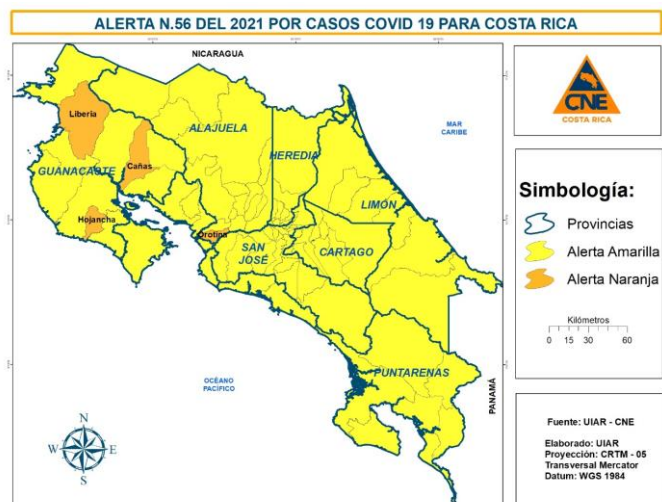 ALERTA N.56 DEL 2021 POR CASOS COVID 19 PARA COSTA RICA
NICARAGUA
MAR
CARIBE
Liberia
ALAJUELA
HEREDIA
Cañas
GUANACASTE
LIMÓN
Hojancha
Orotina
SAN
JOSÉ
CARTAGO
PUNTARENAS
OCÉANO
PACÍFICO
PANAMÁ
N
W
E
S
CNE
COSTA RICA
Simbología:
Provincias
Alerta Amarilla
Alerta Naranja
Kilómetros
0 15 30 60
Fuente: UIAR - CNE
Elaborado: UIAR
Proyección: CRTM - 05
Transversal Mercator
Datum: WGS 1984